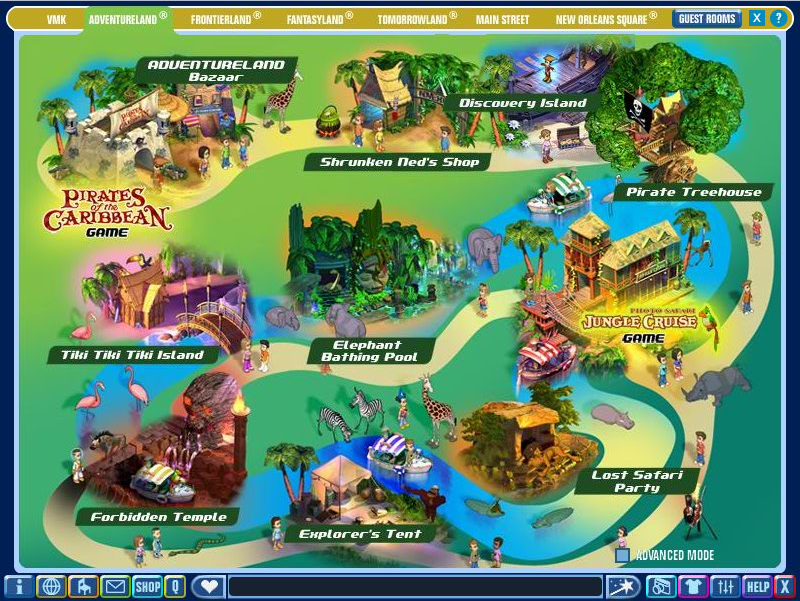 VMK ADVENTURELAND® FRONTIERLAND® FANTASYLAND® TOMORROWLAND® MAIN STREET NEW ORLEANS SQUARE® GUEST ROOMS X ?
ADVENTURELAND
Bazaar
Discovery Island
Shrunken Ned's Shop
Pirate Treehouse
PIRATES
of the
CARIBBEAN
GAME
PHOTO SAFARI
JUNGLE CRUISE
GAME
Tiki Tiki Tiki Island
Elephant
Bathing Pool
Lost Safari
Party
Forbidden Temple
Explorer's Tent
ADVANCED MODE
i SHOP Q HELP X